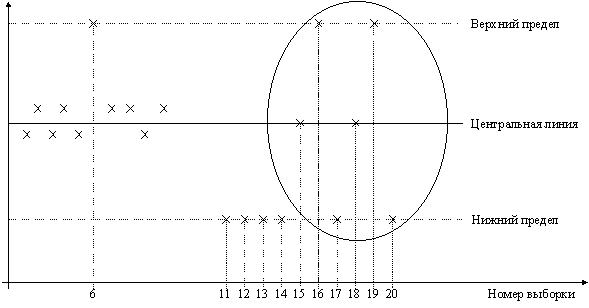 Верхний предел
Центральная линия
Нижний предел
6 11 12 13 14 15 16 17 18 19 20 Номер выборки